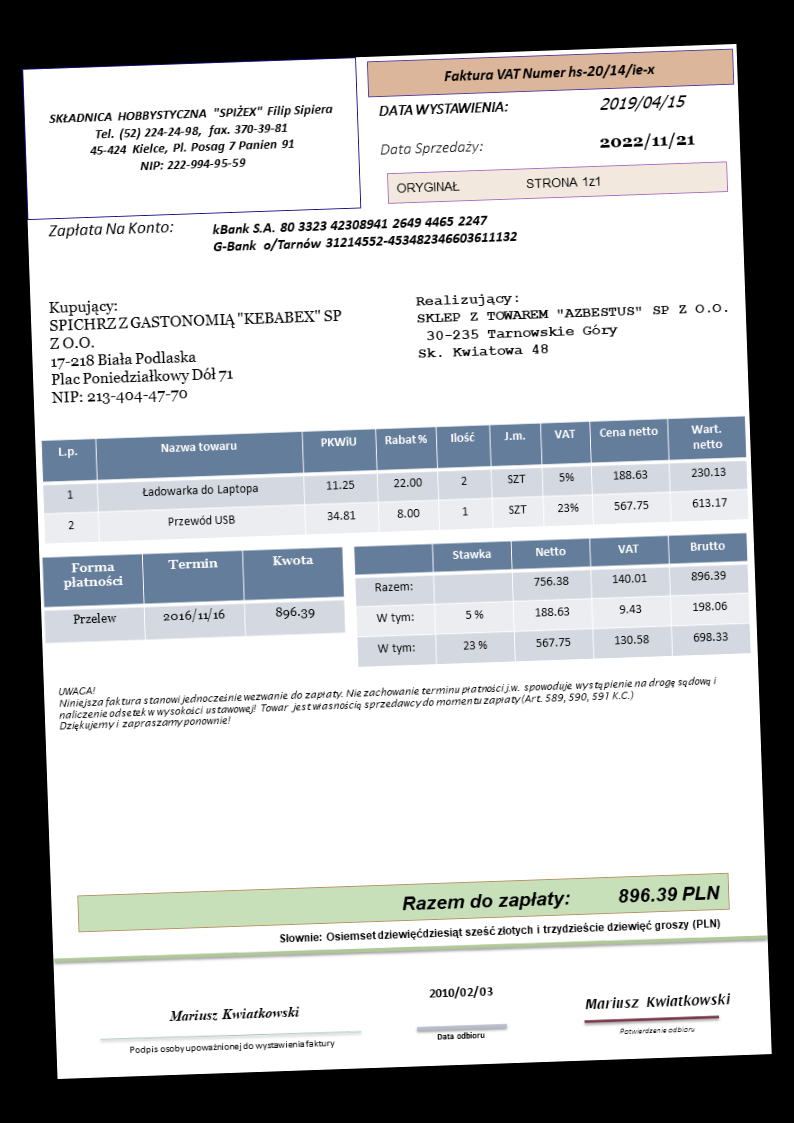 SKŁADNICA HOBBYSTYCZNA "SPIŻEX" Filip Sipiera
Tel. (52) 224-24-98, fax. 370-39-81
45-424 Kielce, Pl. Posag 7 Panien 91
NIP: 222-994-95-59
Faktura VAT Numer hs-20/14/ie-x
DATA WYSTAWIENIA: 2019/04/15
Data Sprzedaży: 2022/11/21
ORYGINAŁ STRONA 1z1
Zapłata Na Konto: kBank S.A. 80 3323 42308941 2649 4465 2247
G-Bank o/Tarnów 31214552-453482346603611132
Kupujący:
SPICHRZ Z GASTONOMIĄ "KEBABEX" SP
Z O.O.
17-218 Biała Podlaska
Plac Poniedziałkowy Dół 71
NIP: 213-404-47-70
Realizujący:
SKLEP Z TOWAREM "AZBESTUS" SP Z O.O.
30-235 Tarnowskie Góry
Sk. Kwiatowa 48
L.p. Nazwa towaru PKWiU Rabat % Ilość J.m. VAT Cena netto Wart. netto
1 Ładowarka do Laptopa 11.25 22.00 2 SZT 5% 188.63 230.13
2 Przewód USB 34.81 8.00 1 SZT 23% 567.75 613.17
Forma płatności Termin Kwota
Przelew 2016/11/16 896.39
Stawka Netto VAT Brutto
Razem: 756.38 140.01 896.39
W tym: 5 % 188.63 9.43 198.06
W tym: 23 % 567.75 130.58 698.33
UWAGA!
Niniejsza faktura stanowi jednocześnie wezwanie do zapłaty. Nie zachowanie terminu płatności j.w. spowoduje wystąpienie na drogę sądową i
naliczenie odsetek w wysokości ustawowej! Towar jest własnością sprzedawcy do momentu zapłaty (Art. 589, 590, 591 K.C.)
Dziękujemy i zapraszamy ponownie!
Razem do zapłaty: 896.39 PLN
Słownie: Osiemset dziewięćdziesiąt sześć złotych i trzydzieście dziewięć groszy (PLN)
Mariusz Kwiatkowski
Podpis osoby upoważnionej do wystawienia faktury
2010/02/03
Data odbioru
Mariusz Kwiatkowski
Potwierdzenie odbioru